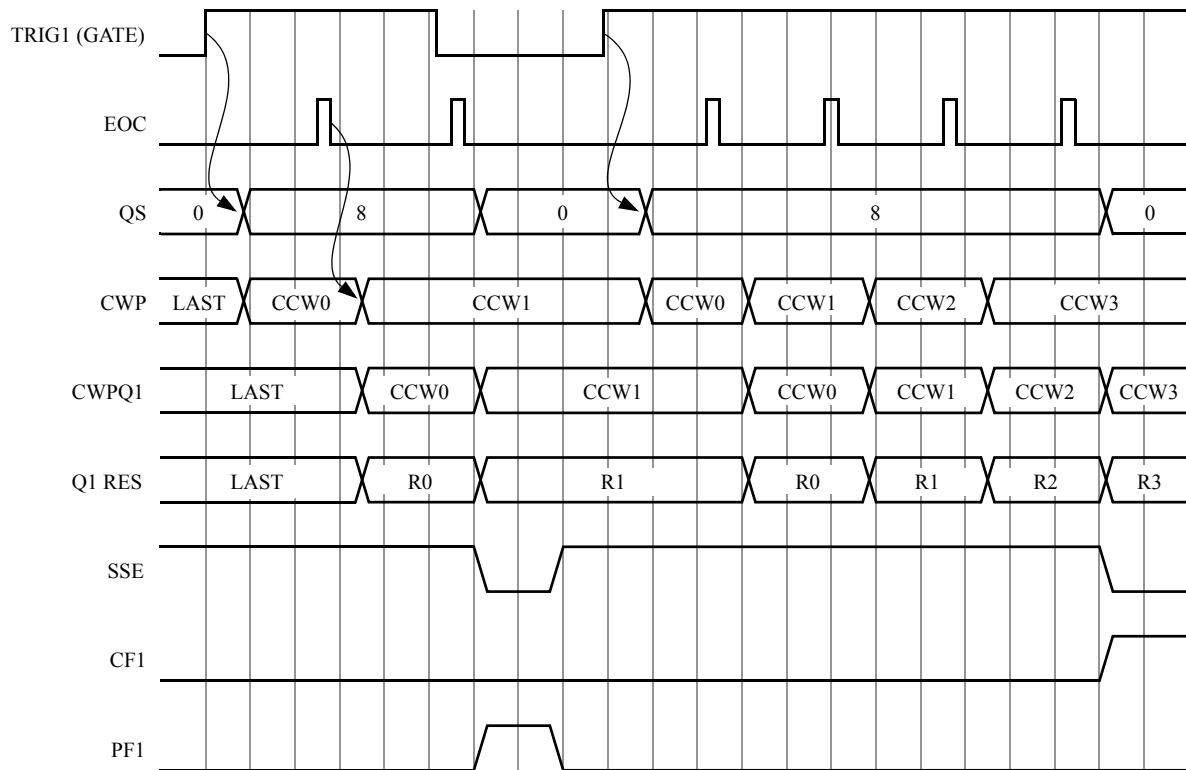 TRIG1 (GATE)
EOC
QS 0 8 0 8 0
CWP LAST CCW0 CCW1 CCW0 CCW1 CCW2 CCW3
CWPQ1 LAST CCW0 CCW1 CCW0 CCW1 CCW2 CCW3
Q1 RES LAST R0 R1 R0 R1 R2 R3
SSE
CF1
PF1